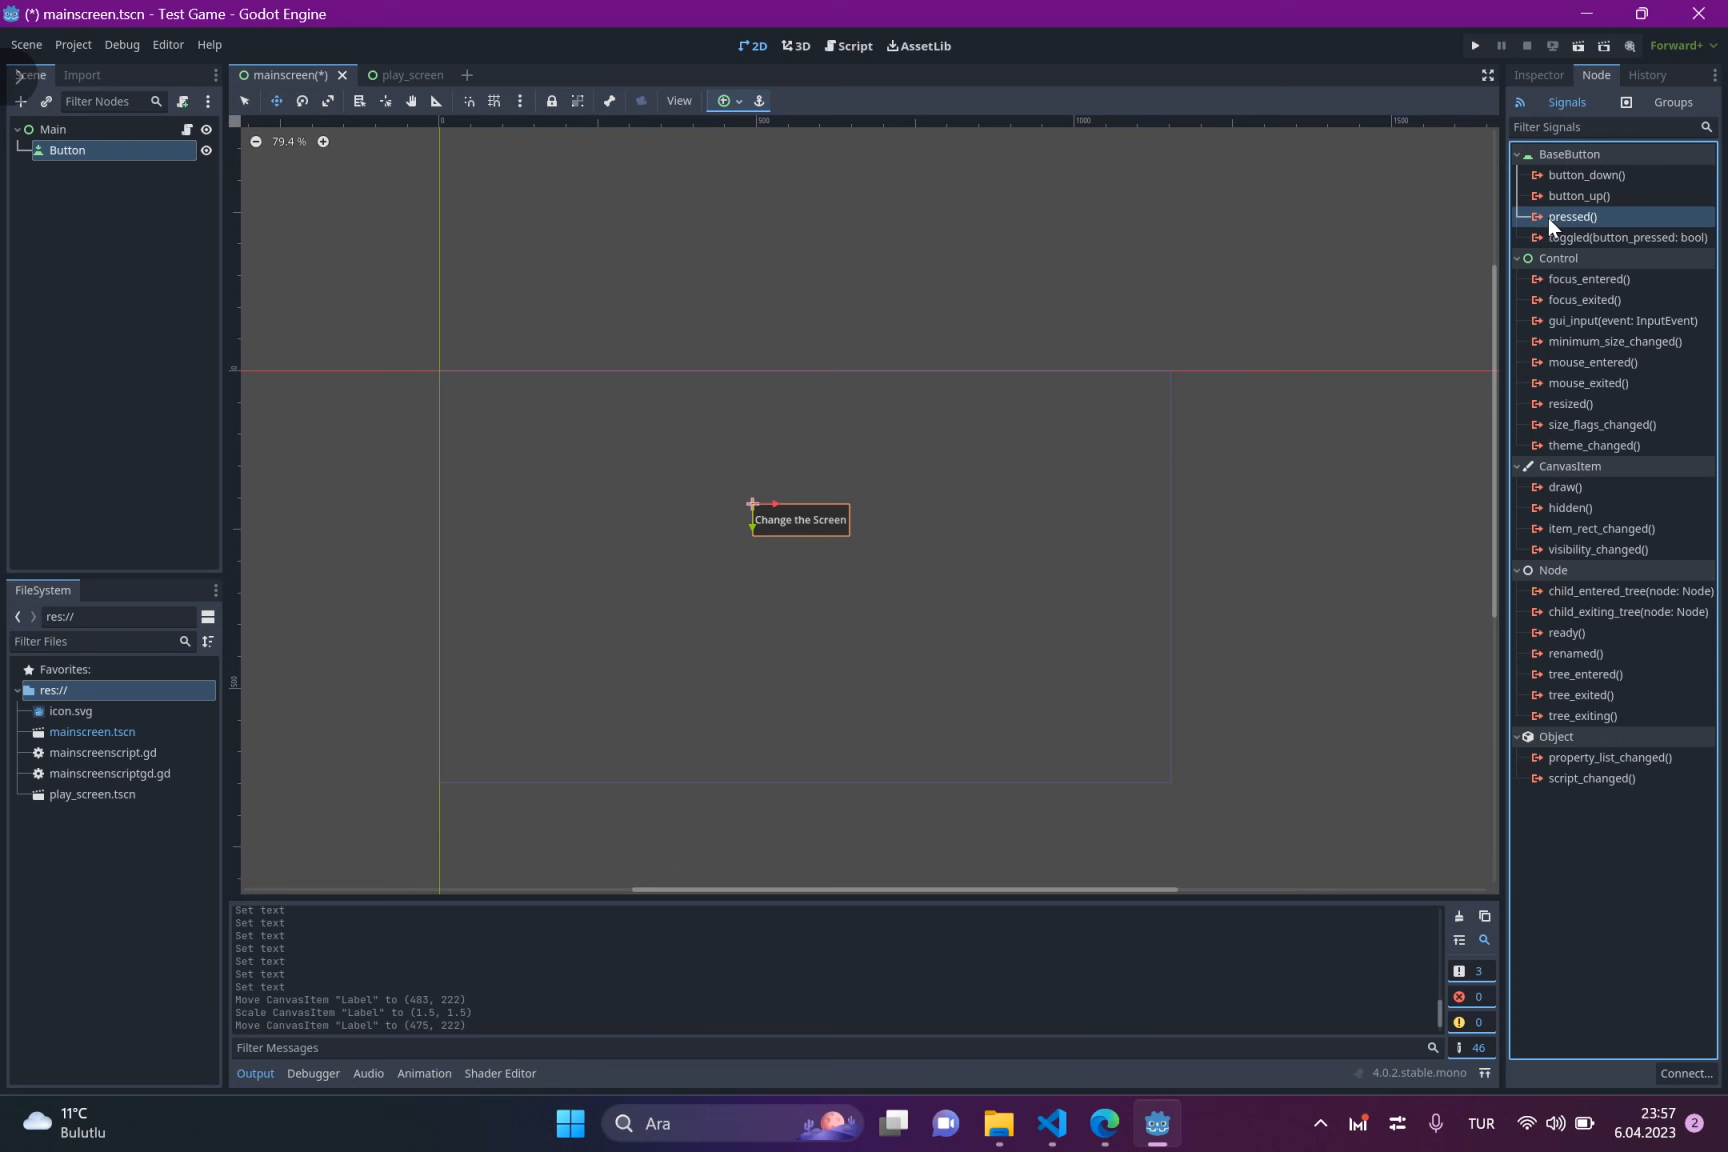 (*) mainscreen.tscn - Test Game - Godot Engine
Scene Project Debug Editor Help
2D 3D Script AssetLib
Forward+
Scene Import
mainscreen(*) play_screen
Inspector Node History
Filter Nodes
View
Signals Groups
Filter Signals
Main
Button
79.4 %
0 500 1000 1500
0
500
Change the Screen
BaseButton
button_down()
button_up()
pressed()
toggled(button_pressed: bool)
Control
focus_entered()
focus_exited()
gui_input(event: InputEvent)
minimum_size_changed()
mouse_entered()
mouse_exited()
resized()
size_flags_changed()
theme_changed()
CanvasItem
draw()
hidden()
item_rect_changed()
visibility_changed()
Node
child_entered_tree(node: Node)
child_exiting_tree(node: Node)
ready()
renamed()
tree_entered()
tree_exited()
tree_exiting()
Object
property_list_changed()
script_changed()
Connect...
FileSystem
res://
Filter Files
Favorites:
res://
icon.svg
mainscreen.tscn
mainscreenscript.gd
mainscreenscriptgd.gd
play_screen.tscn
Set text
Set text
Set text
Set text
Set text
Set text
Set text
Move CanvasItem "Label" to (483, 222)
Scale CanvasItem "Label" to (1.5, 1.5)
Move CanvasItem "Label" to (475, 222)
3
0
0
46
Filter Messages
Output Debugger Audio Animation Shader Editor
4.0.2.stable.mono
11°C
Bulutlu
Ara
TUR
23:57
6.04.2023
2